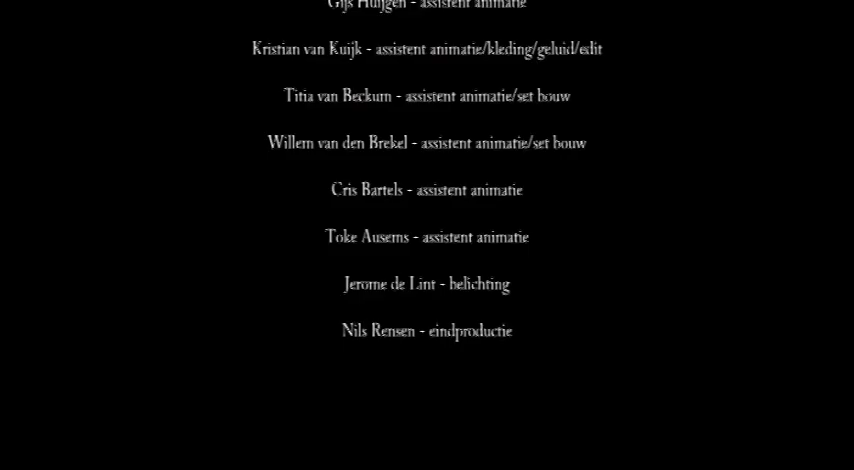 Gijs Huijgen - assistent animatie
Kristian van Kuijk - assistent animatie/kleding/geluid/edit
Titia van Beckum - assistent animatie/set bouw
Willem van den Brekel - assistent animatie/set bouw
Cris Bartels - assistent animatie
Toke Ausems - assistent animatie
Jerome de Lint - belichting
Nils Rensen - eindproductie